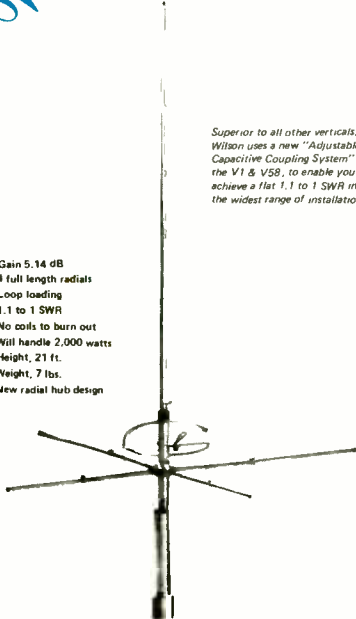 Superior to all other verticals,
Wilson uses a new "Adjustable
Capacitive Coupling System"
the V1 & V58, to enable you
achieve a flat 1.1 to 1 SWR in
the widest range of installatio
Gain 5.14 dB
full length radials
Loop loading
1.1 to 1 SWR
No coils to burn out
Will handle 2,000 watts
Height, 21 ft.
Weight, 7 lbs.
New radial hub design